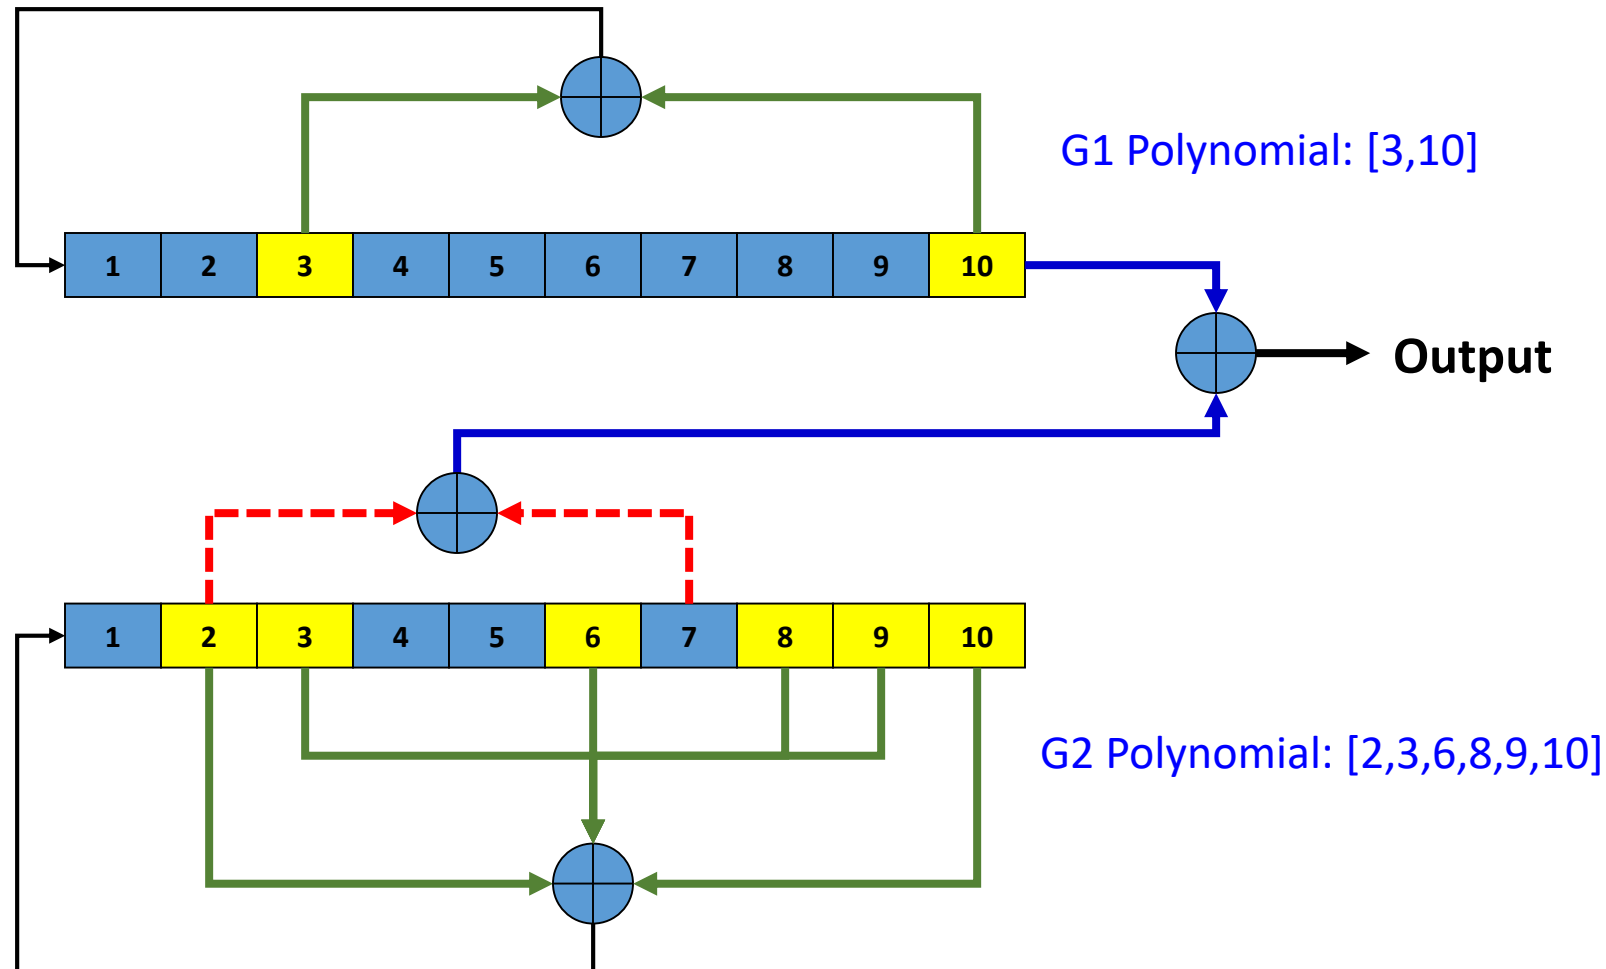 G1 Polynomial: [3,10]
1 2 3 4 5 6 7 8 9 10
Output
1 2 3 4 5 6 7 8 9 10
G2 Polynomial: [2,3,6,8,9,10]